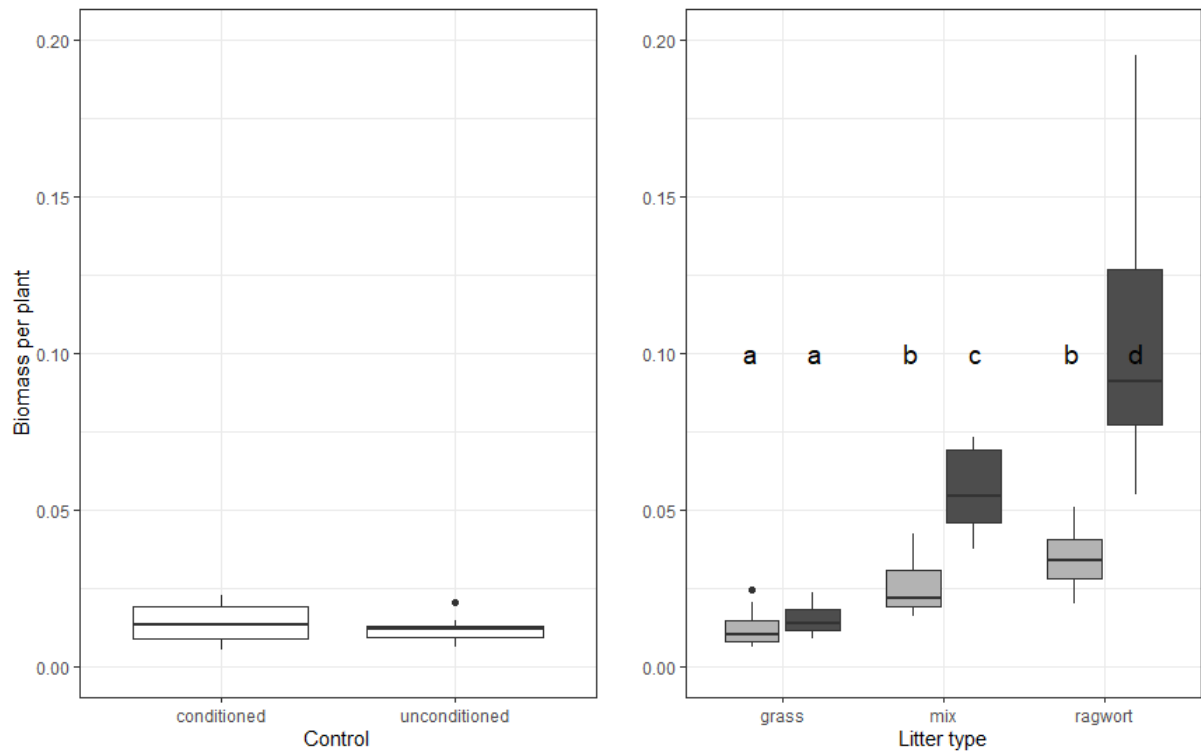 Biomass per plant
0.20
0.15
0.10
0.05
0.00
conditioned unconditioned
Control
0.20
0.15
0.10
0.05
0.00
a a b c b d
grass mix ragwort
Litter type